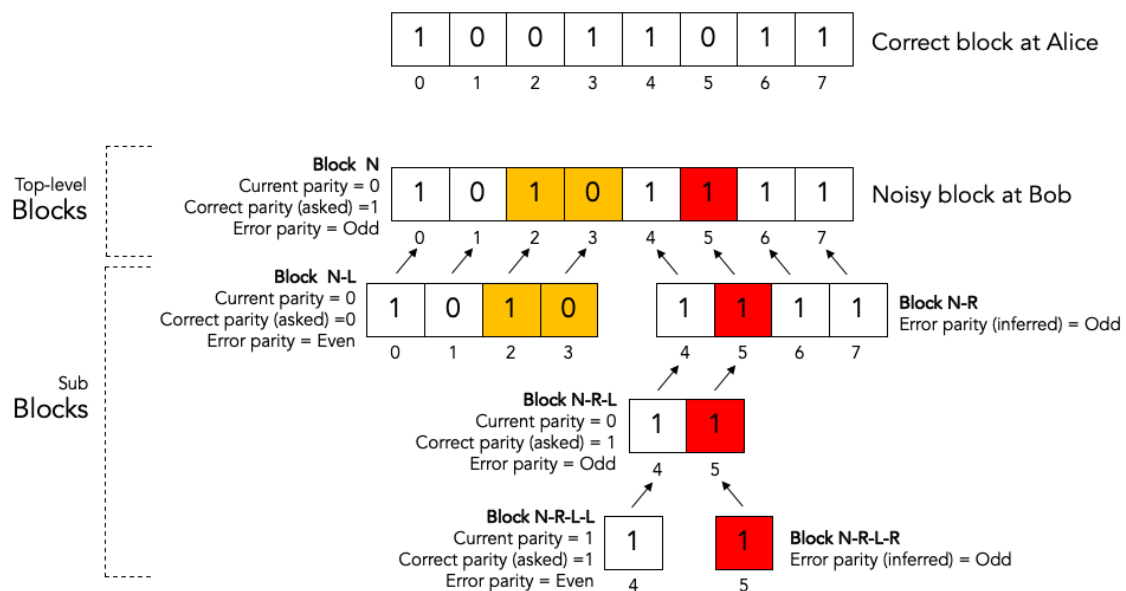 1 0 0 1 1 0 1 1
Correct block at Alice
0 1 2 3 4 5 6 7
Top-level
Blocks
Block N
Current parity = 0
Correct parity (asked) =1
Error parity = Odd
1 0 1 0 1 1 1 1
Noisy block at Bob
0 1 2 3 4 5 6 7
Sub
Blocks
Block N-L
Current parity = 0
Correct parity (asked) =0
Error parity = Even
1 0 1 0
0 1 2 3
1 1 1 1
4 5 6 7
Block N-R
Error parity (inferred) = Odd
Block N-R-L
Current parity = 0
Correct parity (asked) = 1
Error parity = Odd
1 1
4 5
Block N-R-L-L
Current parity = 1
Correct parity (asked) =1
Error parity = Even
1
4
1
5
Block N-R-L-R
Error parity (inferred) = Odd